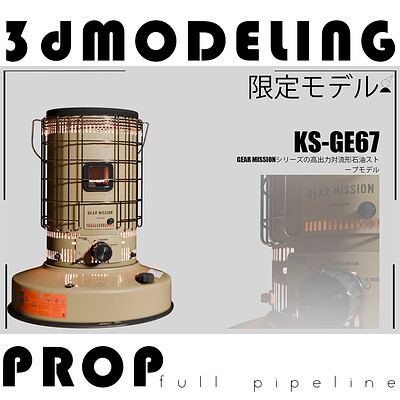 3dMODELING
限定モデル
KS-GE67
GEAR MISSIONシリーズの高出力対流形石油スト
ーブモデル
GEAR MISSION
GEAR MISSION
PROP full pipeline